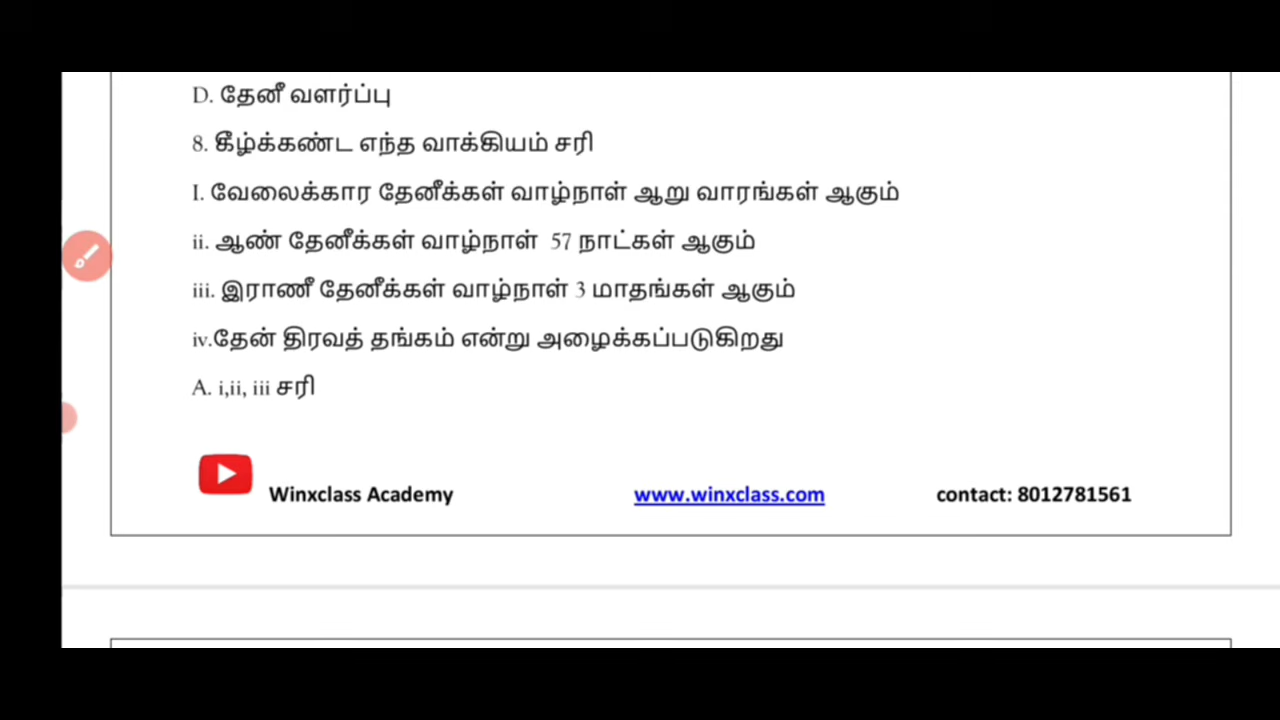 D. தேனீ வளர்ப்பு
8. கீழ்க்கண்ட எந்த வாக்கியம் சரி
I. வேலைக்கார தேனீக்கள் வாழ்நாள் ஆறு வாரங்கள் ஆகும்
ii. ஆண் தேனீக்கள் வாழ்நாள் 57 நாட்கள் ஆகும்
iii. இராணீ தேனீக்கள் வாழ்நாள் 3 மாதங்கள் ஆகும்
iv.தேன் திரவத் தங்கம் என்று அழைக்கப்படுகிறது
A. i,ii, iii சரி
Winxclass Academy www.winxclass.com contact: 8012781561